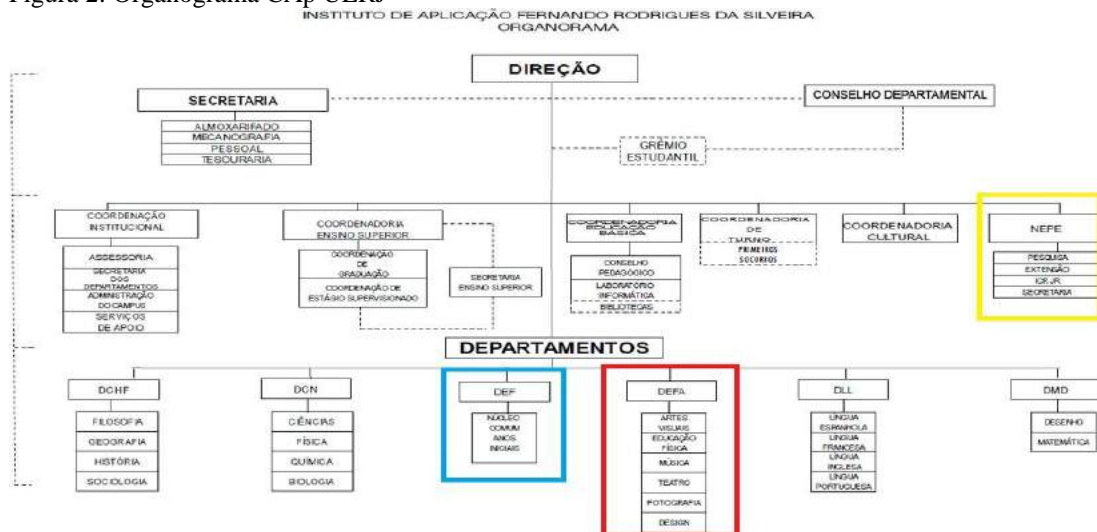 Figura 2: Organograma CAp-UERJ
INSTITUTO DE APLICAÇÃO FERNANDO RODRIGUES DA SILVEIRA
ORGANORAMA
DIREÇÃO
SECRETARIA
ALMOXARIFADO
MECANOGRAFIA
PESSOAL
TESOURARIA
CONSELHO DEPARTAMENTAL
GRÊMIO
ESTUDANTIL
COORDENAÇÃO
INSTITUCIONAL
ASSESSORIA
SECRETARIA
DOS
DEPARTAMENTOS
ADMINISTRAÇÃO
DO CAMPUS
SERVIÇOS
DE APOIO
COORDENADORIA
ENSINO SUPERIOR
COORDENAÇÃO
DE
GRADUAÇÃO
COORDENAÇÃO DE
ESTÁGIO SUPERVISIONADO
SECRETARIA
ENSINO SUPERIOR
COORDENADORIA
EDUCAÇÃO
BÁSICA
CONSELHO
PEDAGÓGICO
LABORATÓRIO
INFORMÁTICA
BIBLIOTECAS
COORDENADORIA
DE
TURNO
PRIMEIROS
SOCORROS
COORDENADORIA
CULTURAL
NEPE
PESQUISA
EXTENSÃO
SECRETARIA
DEPARTAMENTOS
DCHF
FILOSOFIA
GEOGRAFIA
HISTÓRIA
SOCIOLOGIA
DCN
CIÊNCIAS
FÍSICA
QUÍMICA
BIOLOGIA
DEF
NÚCLEO
COMUM
ANOS
INICIAIS
DEFA
ARTES
VISUAIS
EDUCAÇÃO
FÍSICA
MÚSICA
TEATRO
FOTOGRAFIA
DESIGN
DLL
LÍNGUA
ESPANHOLA
LÍNGUA
FRANCESA
LÍNGUA
INGLESA
LÍNGUA
PORTUGUESA
DMD
DESENHO
MATEMÁTICA